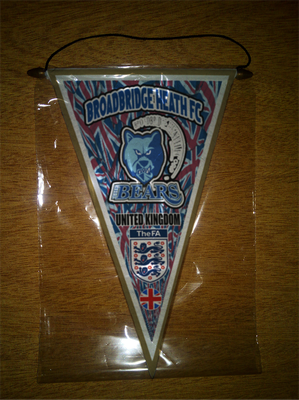 BROADBRIDGE HEATH FC
BEARS
UNITED KINGDOM
The FA